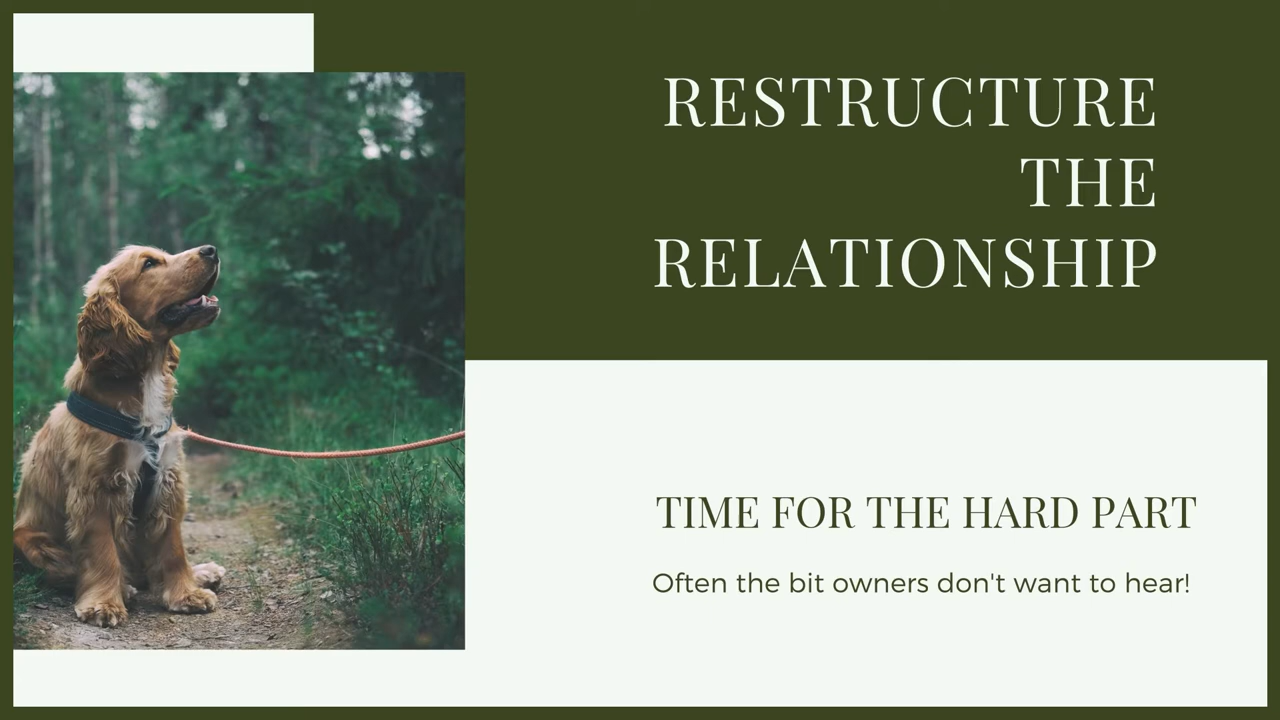 RESTRUCTURE
THE
RELATIONSHIP
TIME FOR THE HARD PART
Often the bit owners don't want to hear!